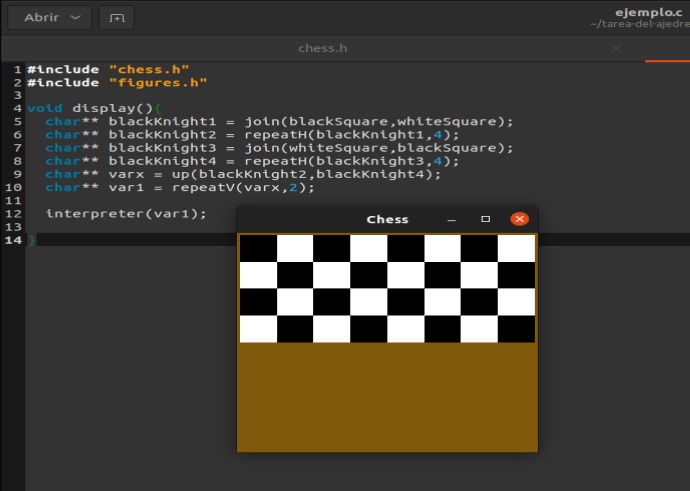 Abrir
ejemplo.c
~/tarea-del-ajedre
chess.h
1 #include "chess.h"
2 #include "figures.h"
3
4 void display(){
5 char** blackKnight1 = join(blackSquare,whiteSquare);
6 char** blackKnight2 = repeatH(blackKnight1,4);
7 char** blackKnight3 = join(whiteSquare,blackSquare);
8 char** blackKnight4 = repeatH(blackKnight3,4);
9 char** varx = up(blackKnight2,blackKnight4);
10 char** var1 = repeatV(varx,2);
11
12 interpreter(var1);
13
14 }
Chess